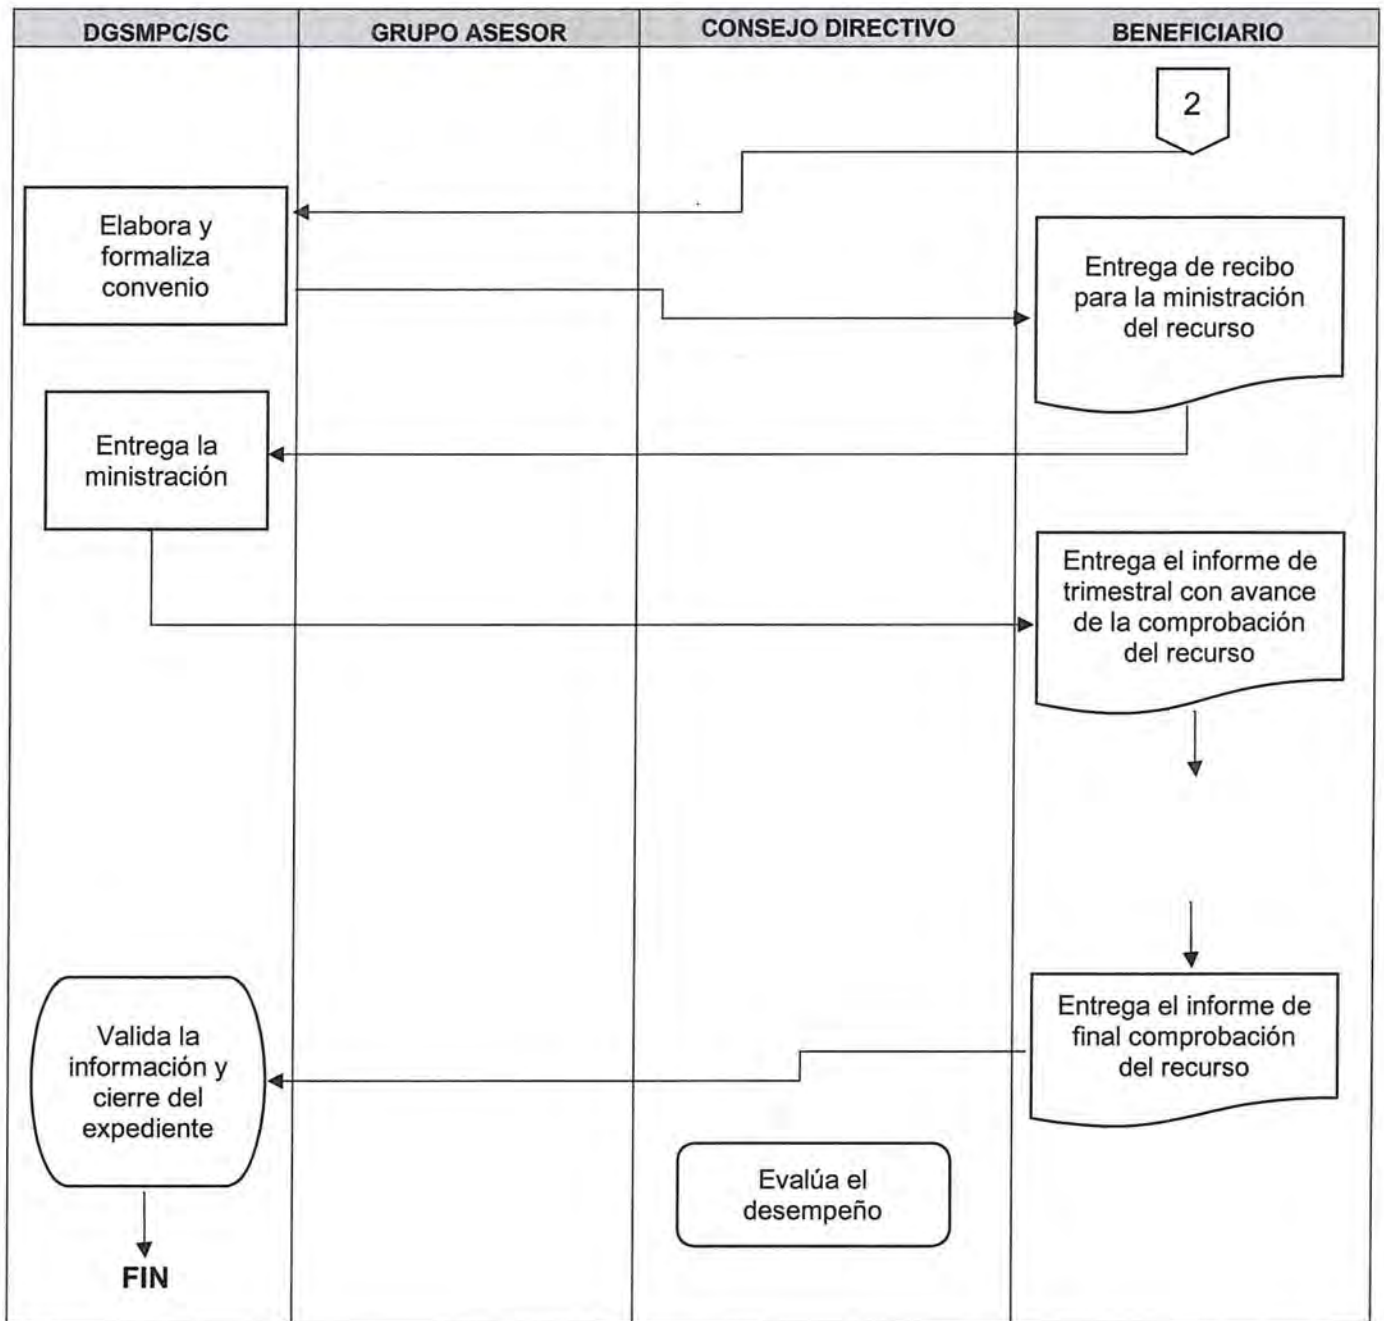 DGSMPC/SC
GRUPO ASESOR
CONSEJO DIRECTIVO
BENEFICIARIO
2
Elabora y
formaliza
convenio
Entrega de recibo
para la ministración
del recurso
Entrega la
ministración
Entrega el informe de
trimestral con avance
de la comprobación
del recurso
Entrega el informe de
final comprobación
del recurso
Valida la
información y
cierre del
expediente
Evalúa el
desempeño
FIN